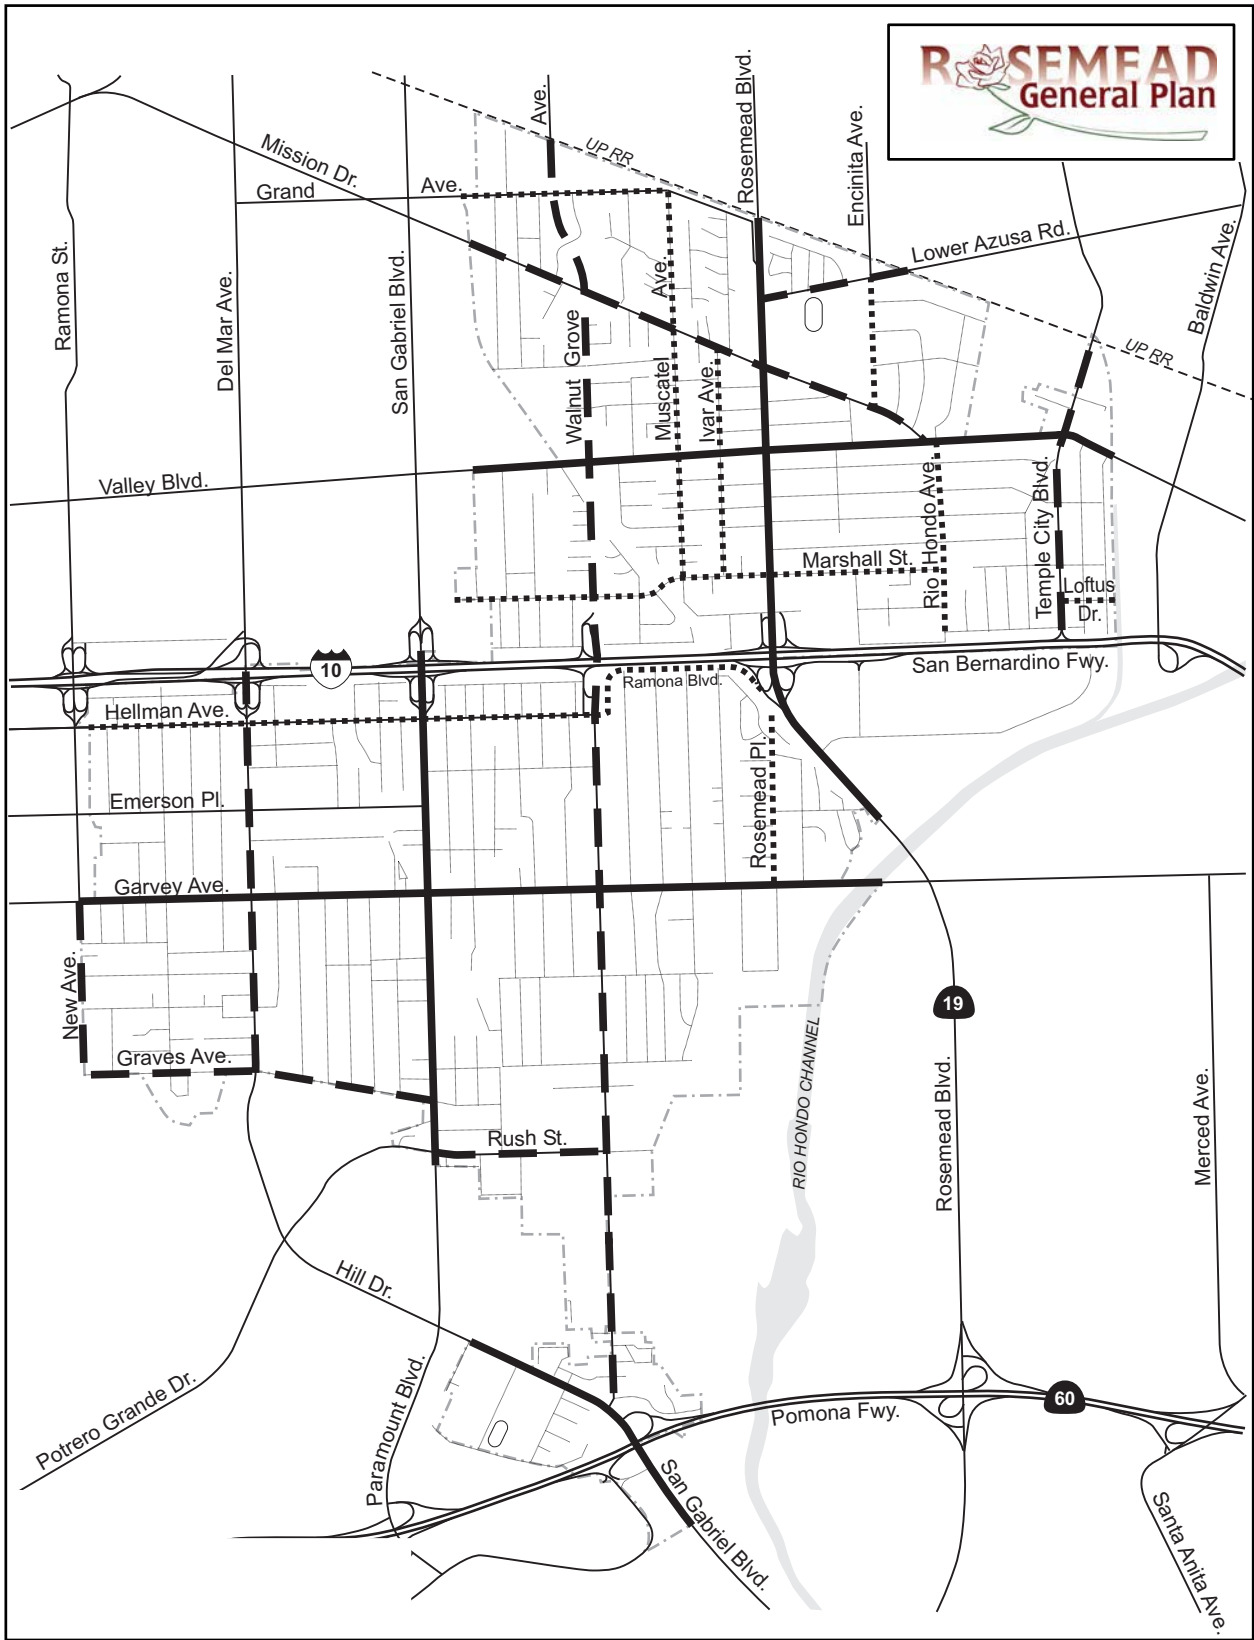 ROSEMEAD
General Plan
Rosemead Blvd.
Ave.
UP RR
Encinita Ave.
Mission Dr.
Grand
Ave.
Lower Azusa Rd.
Ramona St.
Del Mar Ave.
San Gabriel Blvd.
Ave.
Baldwin Ave.
Walnut Grove
Muscatel
Ivar Ave.
UP RR
Valley Blvd.
Rio Hondo Ave.
Temple City Blvd.
Marshall St.
Loftus
Dr.
10
San Bernardino Fwy.
Ramona Blvd.
Hellman Ave.
Rosemead Pl.
Emerson Pl.
Garvey Ave.
New Ave.
19
Graves Ave.
RIO HONDO CHANNEL
Rosemead Blvd.
Merced Ave.
Rush St.
Hill Dr.
Paramount Blvd.
Potrero Grande Dr.
60
Pomona Fwy.
San Gabriel Blvd.
Santa Anita Ave.